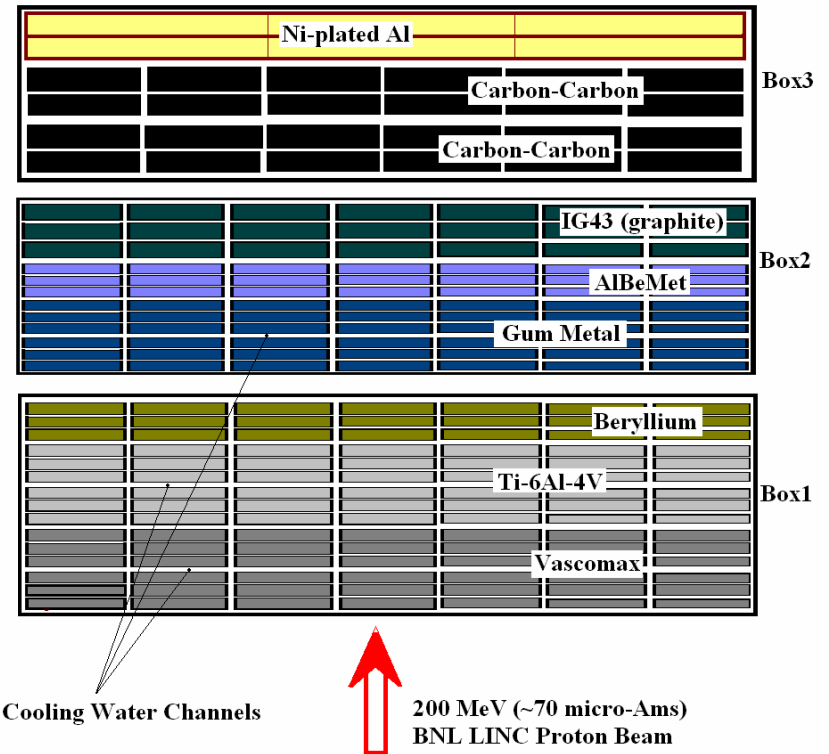 Ni-plated Al
Carbon-Carbon
Box3
Carbon-Carbon
IG43 (graphite)
Box2
AlBeMet
Gum Metal
Beryllium
Ti-6Al-4V
Box1
Vascomax
Cooling Water Channels
200 MeV (~70 micro-Ams)
BNL LINC Proton Beam